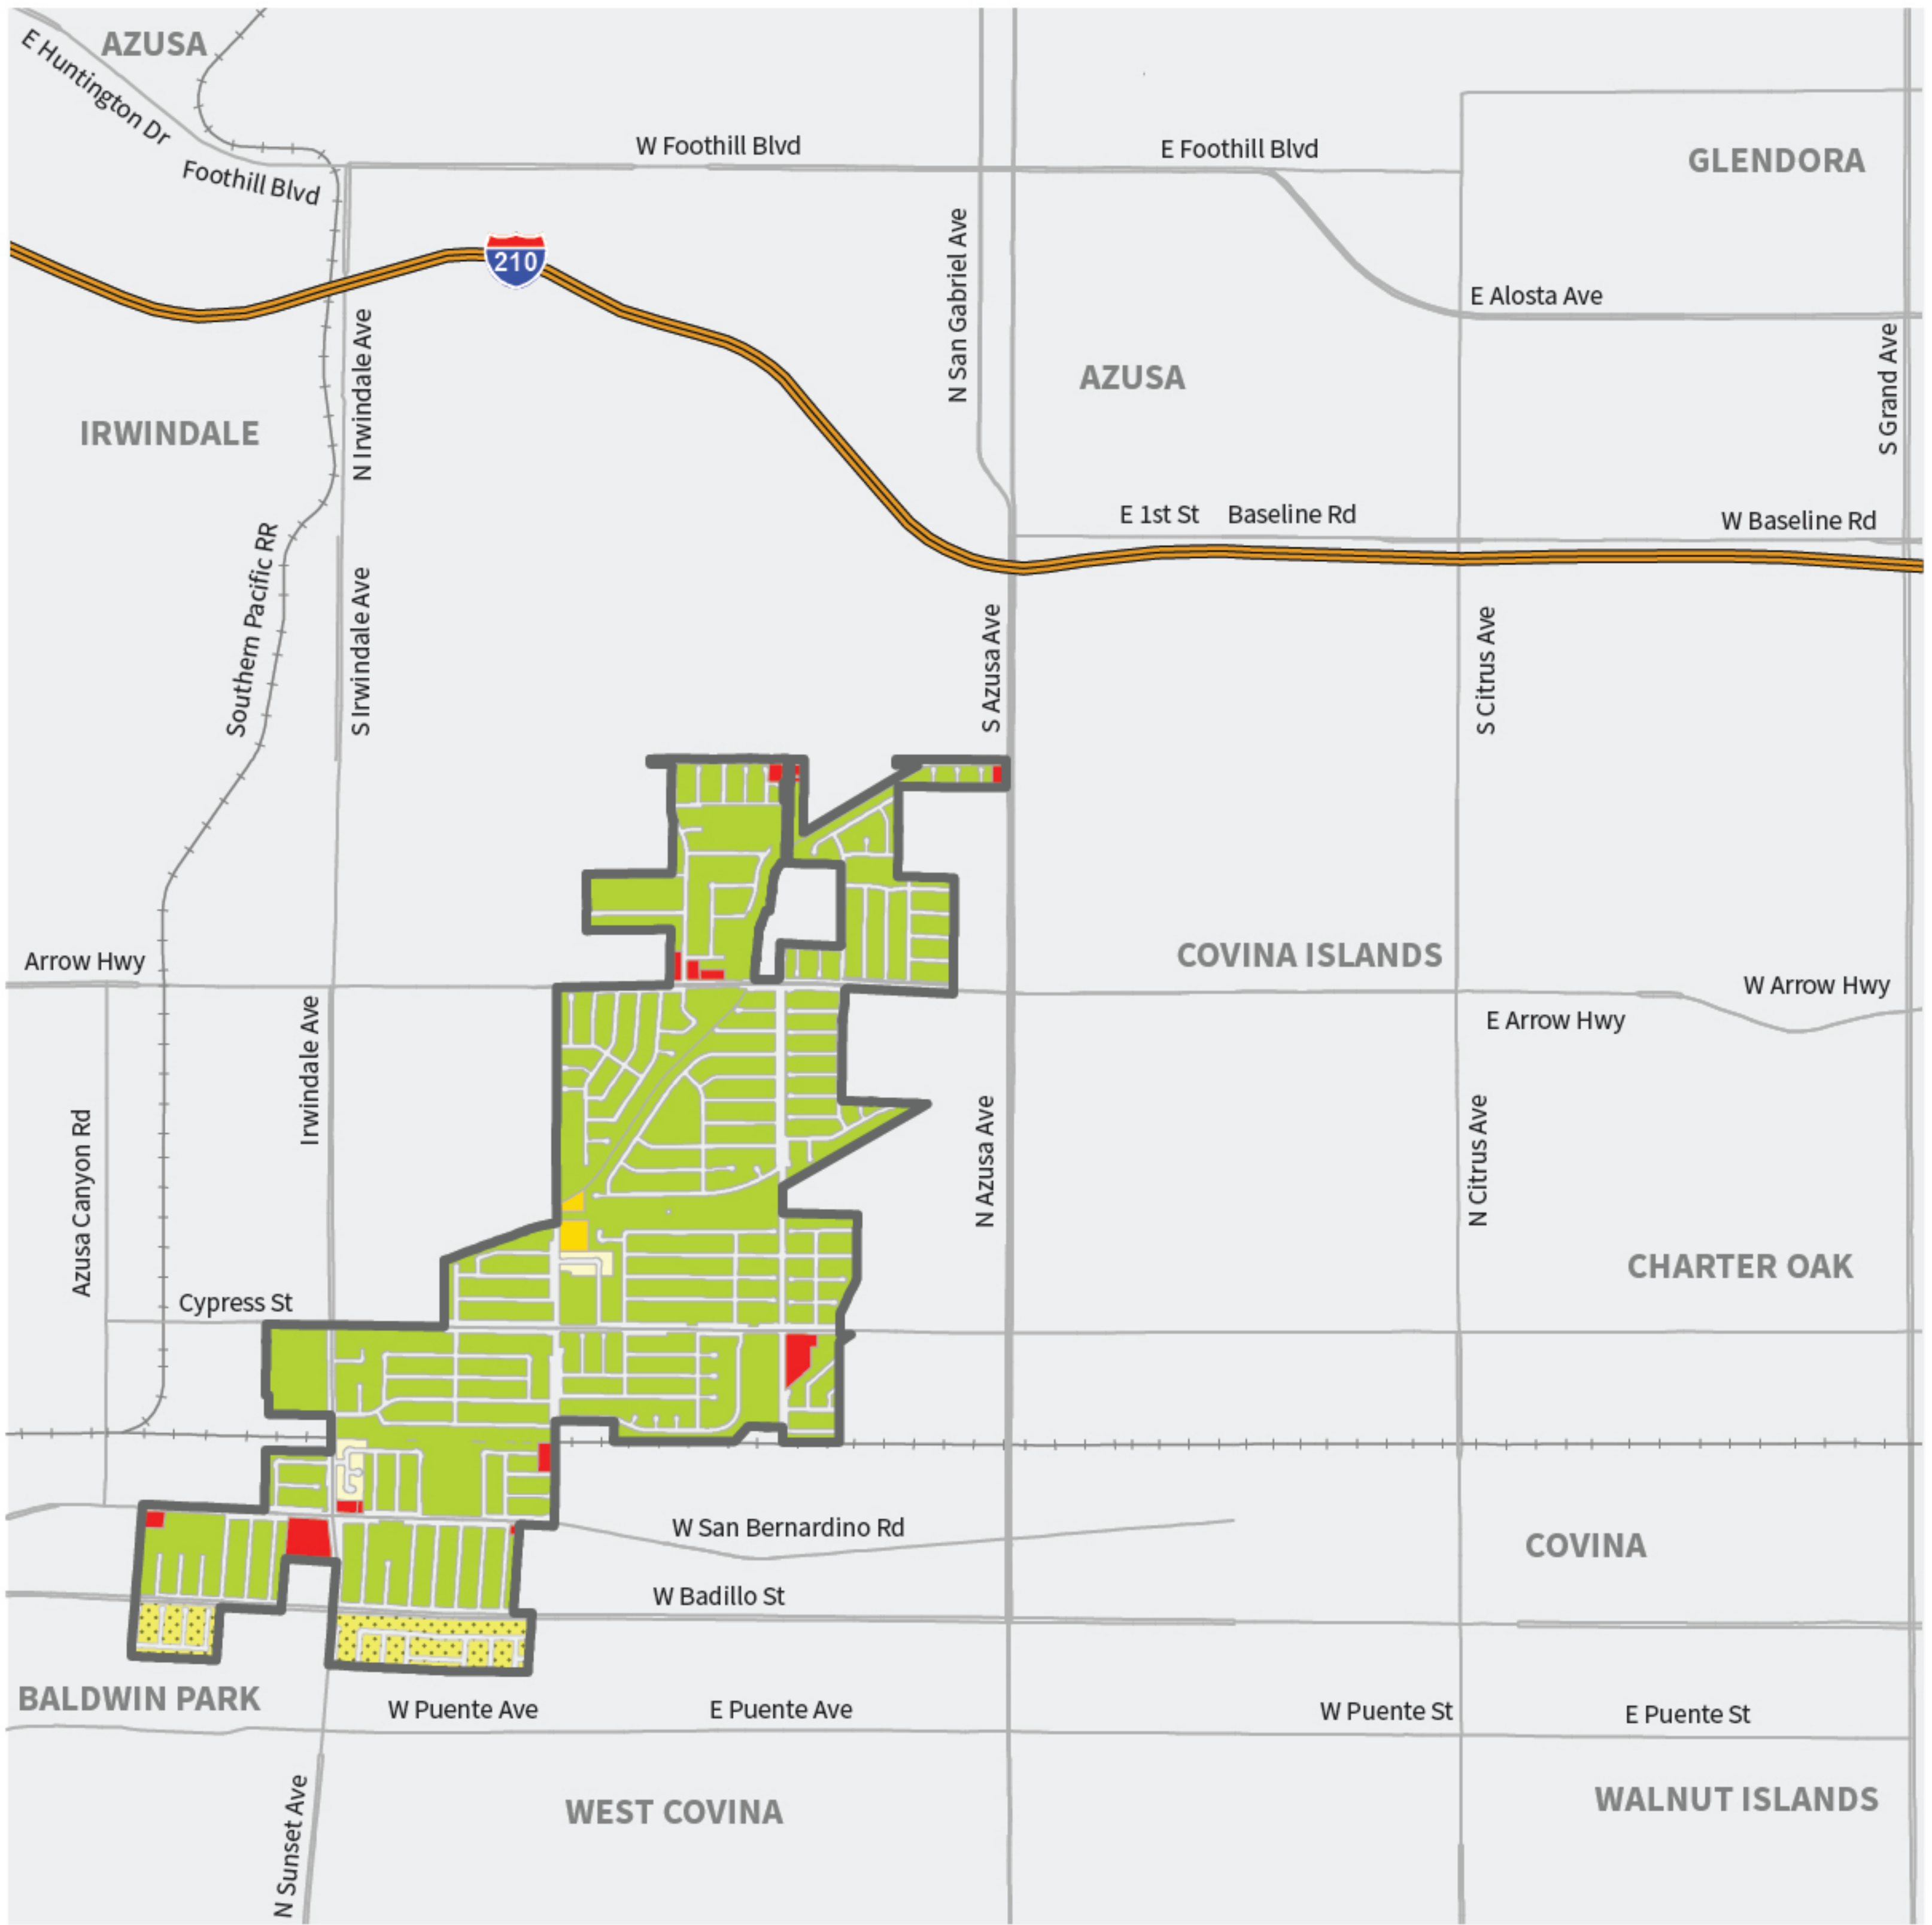 AZUSA
E Huntington Dr
Foothill Blvd
W Foothill Blvd
E Foothill Blvd
GLENDORA
210
N San Gabriel Ave
E Alosta Ave
S Grand Ave
AZUSA
IRWINDALE
N Irwindale Ave
E 1st St
Baseline Rd
W Baseline Rd
Southern Pacific RR
S Irwindale Ave
S Azusa Ave
S Citrus Ave
Arrow Hwy
COVINA ISLANDS
W Arrow Hwy
E Arrow Hwy
Irwindale Ave
Azusa Canyon Rd
N Azusa Ave
N Citrus Ave
CHARTER OAK
Cypress St
W San Bernardino Rd
COVINA
W Badillo St
BALDWIN PARK
W Puente Ave
E Puente Ave
W Puente St
E Puente St
N Sunset Ave
WEST COVINA
WALNUT ISLANDS